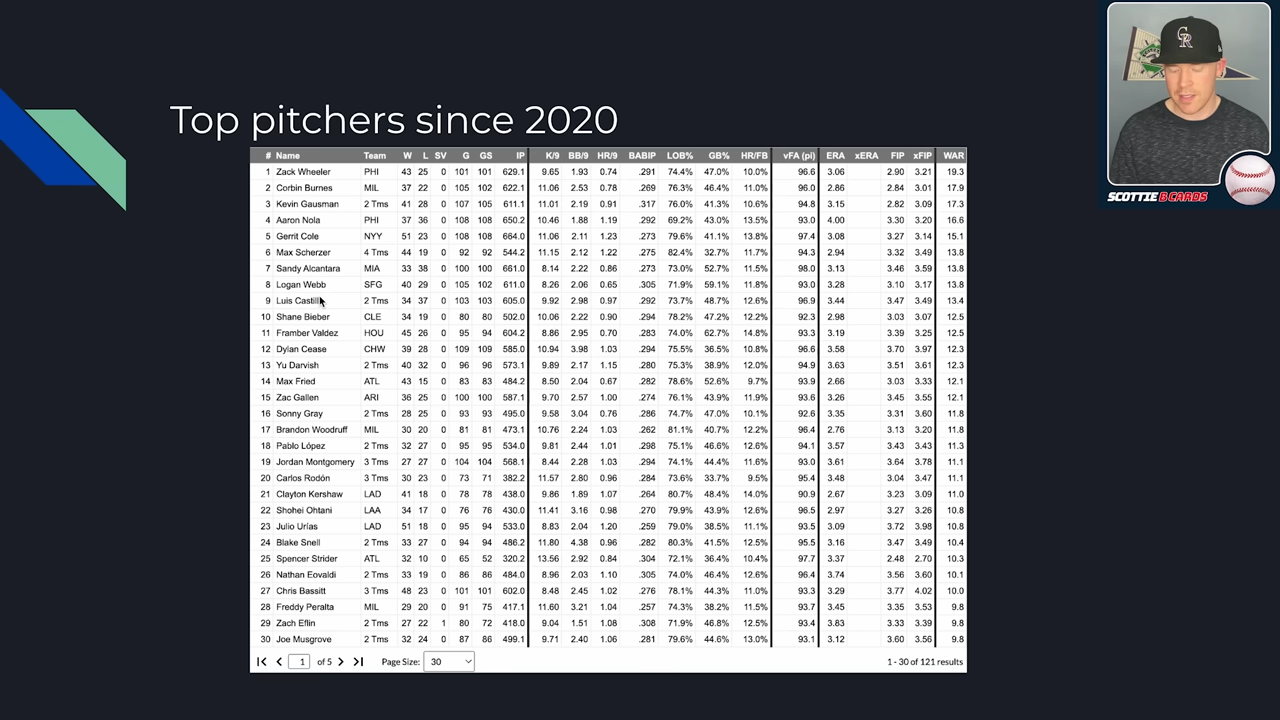 Top pitchers since 2020
# Name Team W L SV G GS IP K/9 BB/9 HR/9 BABIP LOB% GB% HR/FB vFA (pi) ERA xERA FIP xFIP WAR
1 Zack Wheeler PHI 43 25 0 101 101 629.1 9.65 1.93 0.74 .291 74.4% 47.0% 10.0% 96.6 3.06 2.90 3.21 19.3
2 Corbin Burnes MIL 37 22 0 105 102 622.1 11.06 2.53 0.78 .269 76.3% 46.4% 11.0% 96.0 2.86 2.84 3.01 17.9
3 Kevin Gausman 2 Tms 41 28 0 107 105 611.1 11.01 2.19 0.91 .317 76.0% 41.3% 10.6% 94.8 3.15 2.82 3.09 17.3
4 Aaron Nola PHI 37 36 0 108 108 650.2 10.46 1.88 1.19 .292 69.2% 43.0% 13.5% 93.0 4.00 3.30 3.20 16.6
5 Gerrit Cole NYY 51 23 0 108 108 664.0 11.06 2.11 1.23 .273 79.6% 41.1% 13.8% 97.4 3.08 3.27 3.14 15.1
6 Max Scherzer 4 Tms 44 19 0 92 92 544.2 11.15 2.12 1.22 .275 82.4% 32.7% 11.7% 94.3 2.94 3.32 3.49 13.8
7 Sandy Alcantara MIA 33 38 0 100 100 661.0 8.14 2.22 0.86 .273 73.0% 52.7% 11.5% 98.0 3.13 3.46 3.59 13.8
8 Logan Webb SFG 40 29 0 105 102 611.0 8.26 2.06 0.65 .305 71.9% 59.1% 11.8% 93.0 3.28 3.10 3.17 13.8
9 Luis Castillo 2 Tms 34 37 0 103 103 605.0 9.92 2.98 0.97 .292 73.7% 48.7% 12.6% 96.9 3.44 3.47 3.49 13.4
10 Shane Bieber CLE 34 19 0 80 80 502.0 10.06 2.22 0.90 .294 78.2% 47.2% 12.2% 92.3 2.98 3.03 3.07 12.5
11 Framber Valdez HOU 45 26 0 95 94 604.2 8.86 2.95 0.70 .283 74.0% 62.7% 14.8% 93.3 3.19 3.39 3.25 12.5
12 Dylan Cease CHW 39 28 0 109 109 585.0 10.94 3.98 1.03 .294 75.5% 36.5% 10.8% 96.6 3.58 3.70 3.97 12.3
13 Yu Darvish 2 Tms 40 32 0 96 96 573.1 9.89 2.17 1.15 .280 75.3% 38.9% 12.0% 94.9 3.63 3.51 3.61 12.3
14 Max Fried ATL 43 15 0 83 83 484.2 8.50 2.04 0.67 .282 78.6% 52.6% 9.7% 93.9 2.66 3.03 3.33 12.1
15 Zac Gallen ARI 36 25 0 100 100 587.1 9.70 2.57 1.00 .274 76.1% 43.9% 11.9% 93.6 3.26 3.45 3.55 12.1
16 Sonny Gray 2 Tms 28 25 0 93 93 495.0 9.58 3.04 0.76 .286 74.7% 47.0% 10.1% 92.6 3.35 3.31 3.60 11.8
17 Brandon Woodruff MIL 30 20 0 81 81 473.1 10.76 2.24 1.03 .262 81.1% 40.7% 12.2% 96.4 2.76 3.13 3.20 11.8
18 Pablo López 2 Tms 32 27 0 95 95 534.0 9.81 2.44 1.01 .298 75.1% 46.6% 12.6% 94.1 3.57 3.43 3.43 11.3
19 Jordan Montgomery 3 Tms 27 27 0 104 104 568.1 8.44 2.28 1.03 .294 74.1% 44.4% 11.6% 93.0 3.61 3.64 3.78 11.1
20 Carlos Rodón 3 Tms 30 23 0 73 71 382.2 11.57 2.80 0.96 .284 73.6% 33.7% 9.5% 95.4 3.48 3.04 3.47 11.1
21 Clayton Kershaw LAD 41 18 0 78 78 438.0 9.86 1.89 1.07 .264 80.7% 48.4% 14.0% 90.9 2.67 3.23 3.09 11.0
22 Shohei Ohtani LAA 34 17 0 76 76 430.0 11.41 3.16 0.98 .270 79.9% 43.9% 12.6% 96.5 2.97 3.27 3.26 10.8
23 Julio Urías LAD 51 18 0 95 94 533.0 8.83 2.04 1.20 .259 79.0% 38.5% 11.1% 93.5 3.09 3.72 3.98 10.8
24 Blake Snell 2 Tms 33 27 0 94 94 486.2 11.80 4.38 0.96 .282 80.3% 41.5% 12.5% 95.5 3.16 3.47 3.49 10.4
25 Spencer Strider ATL 32 10 0 65 52 320.2 13.56 2.92 0.84 .304 72.1% 36.4% 10.4% 97.7 3.37 2.48 2.70 10.3
26 Nathan Eovaldi 2 Tms 33 19 0 86 86 484.0 8.96 2.03 1.10 .305 74.0% 46.4% 12.6% 96.4 3.74 3.56 3.60 10.1
27 Chris Bassitt 3 Tms 48 23 0 101 101 602.0 8.48 2.45 1.02 .276 78.1% 44.3% 11.0% 93.3 3.29 3.77 4.02 10.0
28 Freddy Peralta MIL 29 20 0 91 75 417.1 11.60 3.21 1.04 .257 74.3% 38.2% 11.5% 93.7 3.45 3.35 3.53 9.8
29 Zach Eflin 2 Tms 27 22 1 80 72 418.0 9.04 1.51 1.08 .308 71.9% 46.8% 12.5% 93.4 3.83 3.33 3.39 9.8
30 Joe Musgrove 2 Tms 32 24 0 87 86 499.1 9.71 2.40 1.06 .281 79.6% 44.6% 13.0% 93.1 3.12 3.60 3.56 9.8
1 of 5 Page Size: 30 1 - 30 of 121 results
SCOTTIE B CARDS